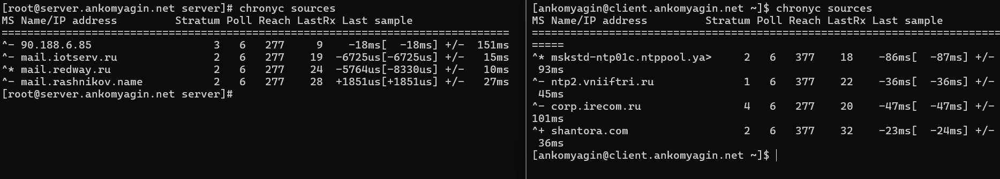 [root@server.ankomyagin.net server]# chronyc sources
MS Name/IP address         Stratum Poll Reach LastRx Last sample
===============================================================================
^- 90.188.6.85                   3   6   277     9    -18ms[  -18ms] +/-  151ms
^- mail.iotserv.ru               2   6   277    19  -6725us[-6725us] +/-   15ms
^* mail.redway.ru                2   6   277    24  -5764us[-8330us] +/-   10ms
^- mail.rashnikov.name           2   6   277    28  +1851us[+1851us] +/-   27ms
[root@server.ankomyagin.net server]#
[ankomyagin@client.ankomyagin.net ~]$ chronyc sources
MS Name/IP address         Stratum Poll Reach LastRx Last sample
==========================================================================
=====
^* mskstd-ntp01c.ntppool.ya>     2   6   377    18    -86ms[  -87ms] +/-
 93ms
^- ntp2.vniiftri.ru              1   6   377    22    -36ms[  -36ms] +/-
 45ms
^- corp.irecom.ru                4   6   277    20    -47ms[  -47ms] +/-
101ms
^+ shantora.com                  2   6   377    32    -23ms[  -24ms] +/-
 36ms
[ankomyagin@client.ankomyagin.net ~]$